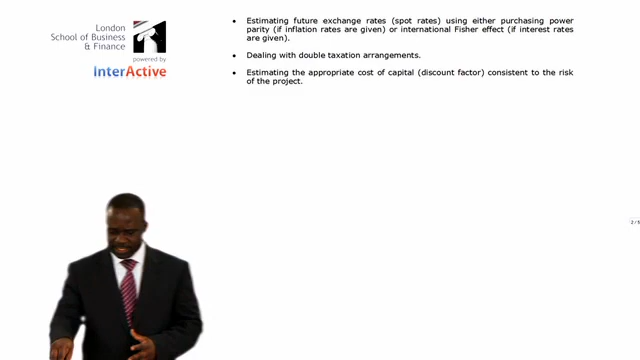 London
School of Business
& Finance
powered by
InterActive
• Estimating future exchange rates (spot rates) using either purchasing power
parity (if inflation rates are given) or international Fisher effect (if interest rates
are given).
• Dealing with double taxation arrangements.
• Estimating the appropriate cost of capital (discount factor) consistent to the risk
of the project.
2 / 5